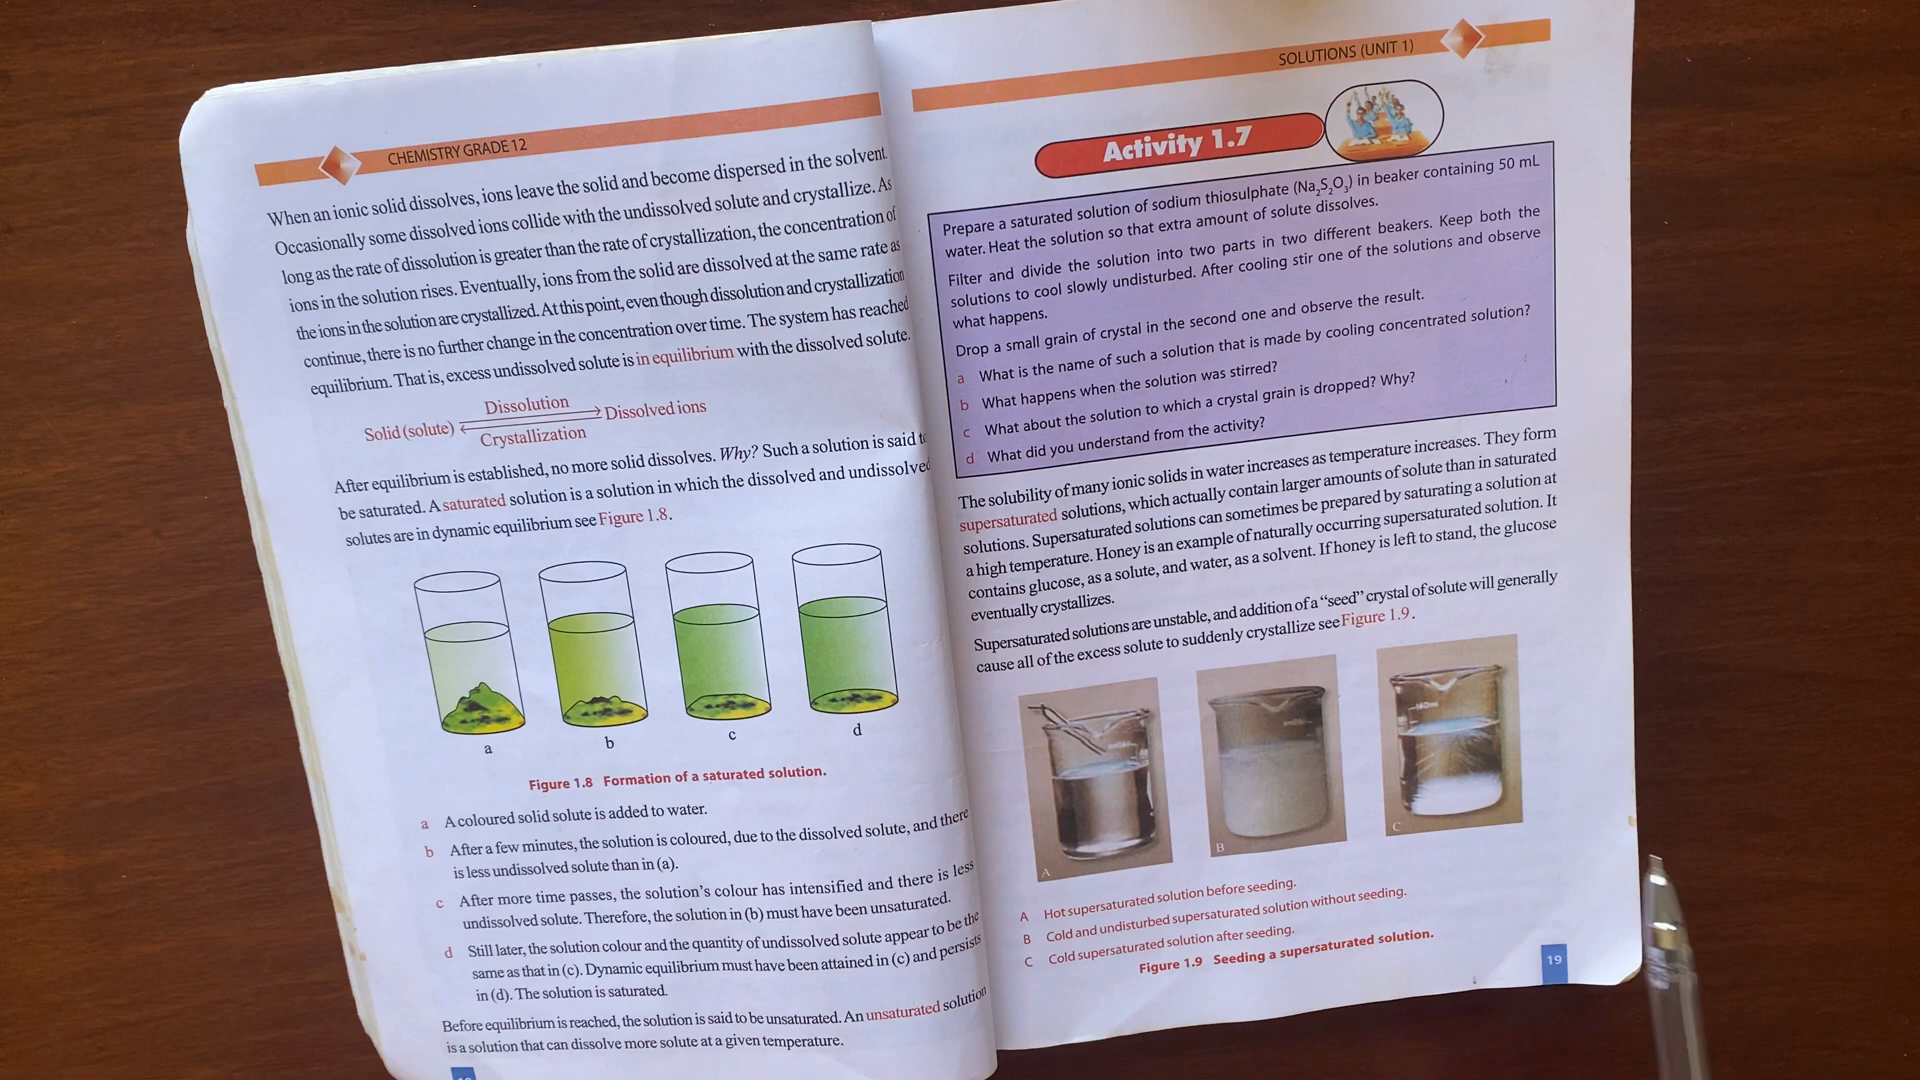 CHEMISTRY GRADE 12
When an ionic solid dissolves, ions leave the solid and become dispersed in the solvent.
Occasionally some dissolved ions collide with the undissolved solute and crystallize. As
long as the rate of dissolution is greater than the rate of crystallization, the concentration of
ions in the solution rises. Eventually, ions from the solid are dissolved at the same rate as
the ions in the solution are crystallized. At this point, even though dissolution and crystallization
continue, there is no further change in the concentration over time. The system has reached
equilibrium. That is, excess undissolved solute is in equilibrium with the dissolved solute.
Dissolution
Solid (solute) ⇌ Dissolved ions
Crystallization
After equilibrium is established, no more solid dissolves. Why? Such a solution is said to
be saturated. A saturated solution is a solution in which the dissolved and undissolved
solutes are in dynamic equilibrium see Figure 1.8.
a b c d
Figure 1.8 Formation of a saturated solution.
a A coloured solid solute is added to water.
b After a few minutes, the solution is coloured, due to the dissolved solute, and there
is less undissolved solute than in (a).
c After more time passes, the solution's colour has intensified and there is less
undissolved solute. Therefore, the solution in (b) must have been unsaturated.
d Still later, the solution colour and the quantity of undissolved solute appear to be the
same as that in (c). Dynamic equilibrium must have been attained in (c) and persists
in (d). The solution is saturated.
Before equilibrium is reached, the solution is said to be unsaturated. An unsaturated solution
is a solution that can dissolve more solute at a given temperature.
SOLUTIONS (UNIT 1)
Activity 1.7
Prepare a saturated solution of sodium thiosulphate (Na₂S₂O₃) in beaker containing 50 mL
water. Heat the solution so that extra amount of solute dissolves.
Filter and divide the solution into two parts in two different beakers. Keep both the
solutions to cool slowly undisturbed. After cooling stir one of the solutions and observe
what happens.
Drop a small grain of crystal in the second one and observe the result.
a What is the name of such a solution that is made by cooling concentrated solution?
b What happens when the solution was stirred?
c What about the solution to which a crystal grain is dropped? Why?
d What did you understand from the activity?
The solubility of many ionic solids in water increases as temperature increases. They form
supersaturated solutions, which actually contain larger amounts of solute than in saturated
solutions. Supersaturated solutions can sometimes be prepared by saturating a solution at
a high temperature. Honey is an example of naturally occurring supersaturated solution. It
contains glucose, as a solute, and water, as a solvent. If honey is left to stand, the glucose
eventually crystallizes.
Supersaturated solutions are unstable, and addition of a “seed” crystal of solute will generally
cause all of the excess solute to suddenly crystallize see Figure 1.9.
A B C
A Hot supersaturated solution before seeding.
B Cold and undisturbed supersaturated solution without seeding.
C Cold supersaturated solution after seeding.
Figure 1.9 Seeding a supersaturated solution.
19